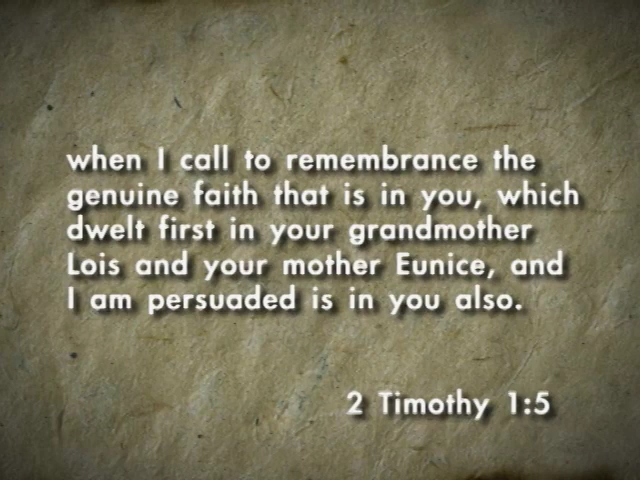 when I call to remembrance the
genuine faith that is in you, which
dwelt first in your grandmother
Lois and your mother Eunice, and
I am persuaded is in you also.
2 Timothy 1:5